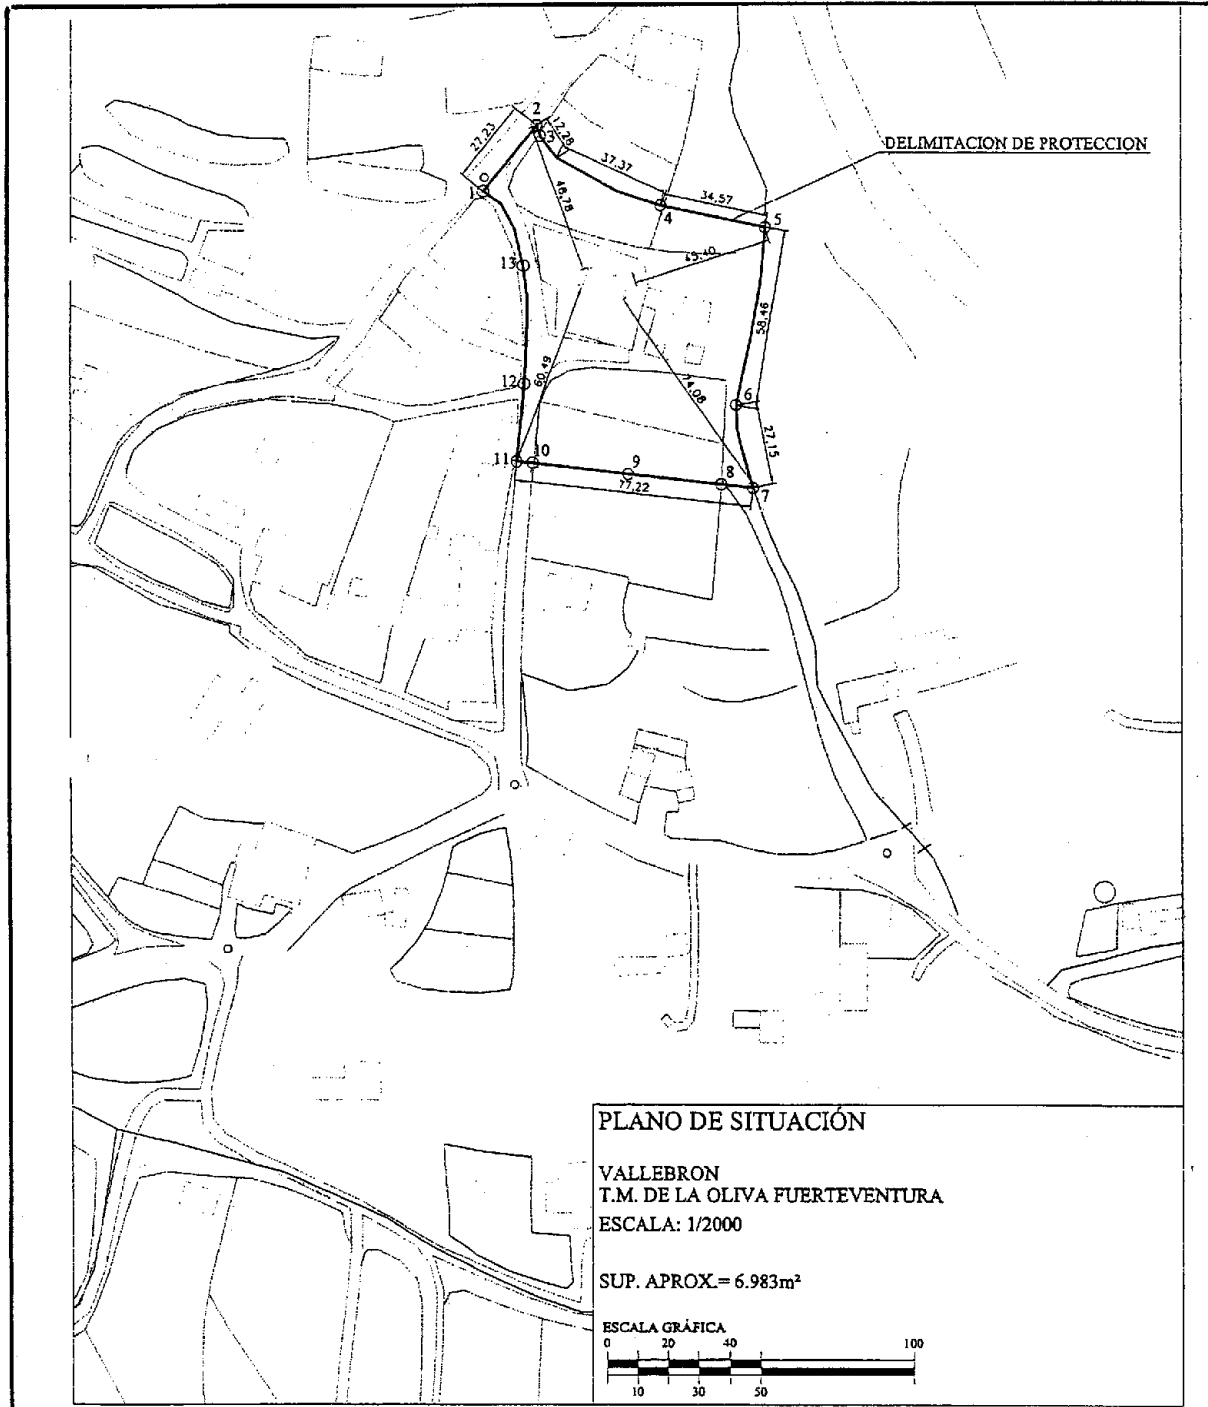 2
27,23
3
12,28
37,37
DELIMITACION DE PROTECCION
1
46,78
34,57
4
5
45,40
13
58,46
60,49
12
74,08
6
27,15
11
10
9
8
7
77,22
PLANO DE SITUACIÓN
VALLEBRON
T.M. DE LA OLIVA FUERTEVENTURA
ESCALA: 1/2000
SUP. APROX.= 6.983m²
ESCALA GRÁFICA
0 20 40 100
10 30 50